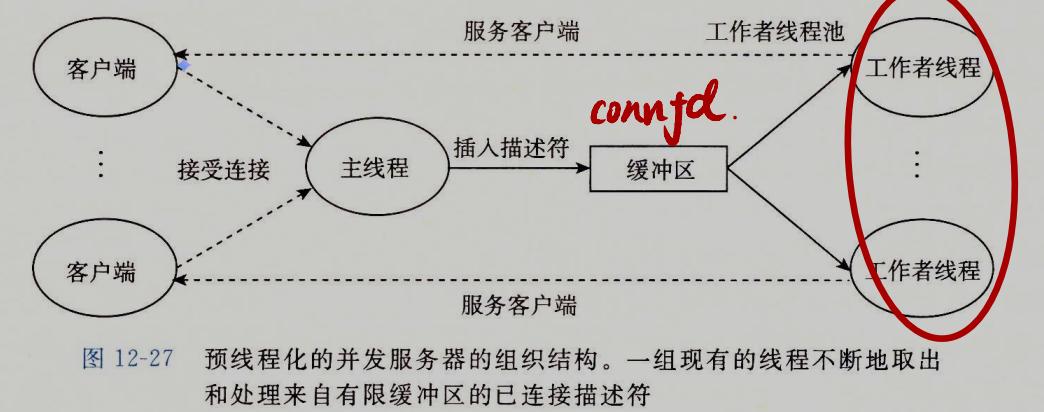 服务客户端
工作者线程池
客户端
工作者线程
connfd.
插入描述符
接受连接
主线程
缓冲区
客户端
工作者线程
服务客户端
图 12-27 预线程化的并发服务器的组织结构。一组现有的线程不断地取出
和处理来自有限缓冲区的已连接描述符